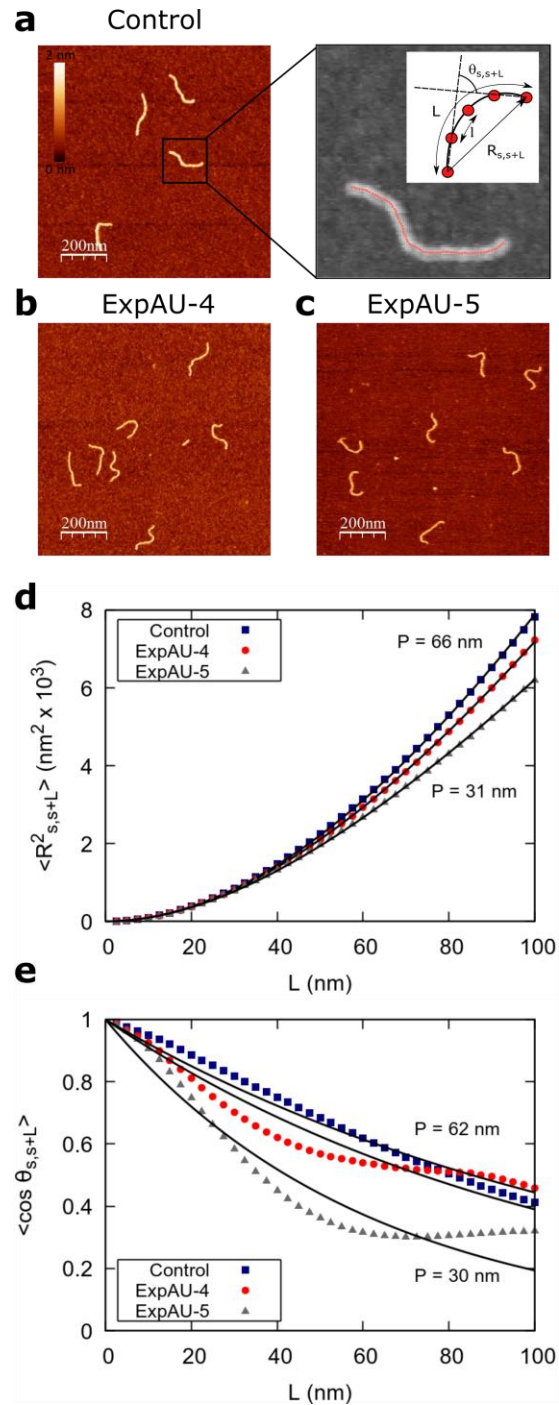 a
Control
2 nm
0 nm
200nm
θs,s+L
L
l
Rs,s+L
b
ExpAU-4
200nm
c
ExpAU-5
200nm
d
8
6
4
2
0
<R²s,s+L> (nm² x 10³)
Control
ExpAU-4
ExpAU-5
P = 66 nm
P = 31 nm
0 20 40 60 80 100
L (nm)
e
1
0.8
0.6
0.4
0.2
0
<cos θs,s+L>
P = 62 nm
P = 30 nm
Control
ExpAU-4
ExpAU-5
0 20 40 60 80 100
L (nm)